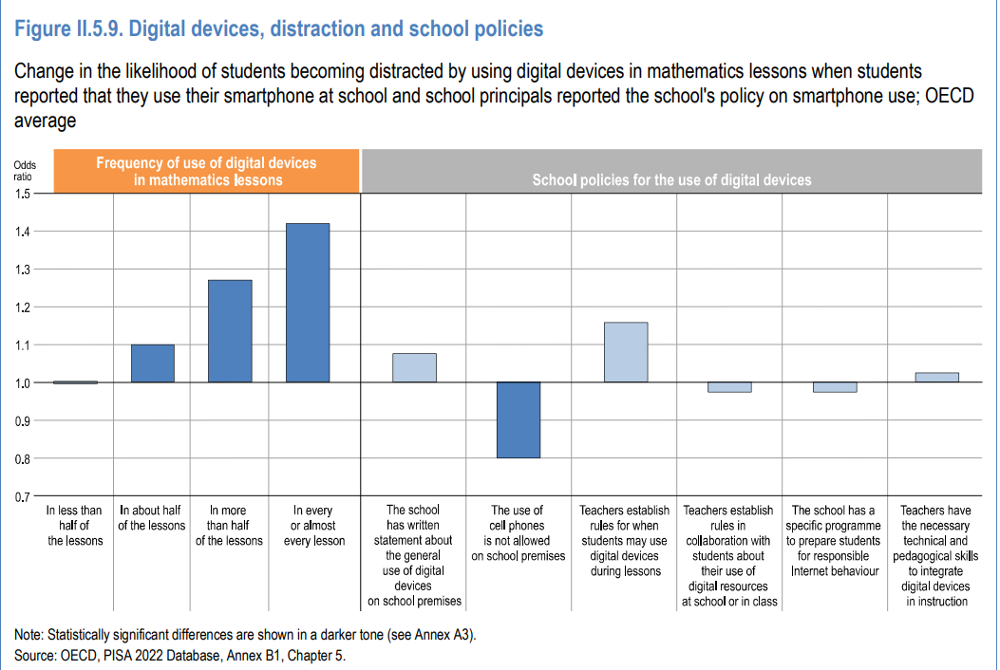 Figure II.5.9. Digital devices, distraction and school policies
Change in the likelihood of students becoming distracted by using digital devices in mathematics lessons when students
reported that they use their smartphone at school and school principals reported the school's policy on smartphone use; OECD
average
Odds
ratio
Frequency of use of digital devices
in mathematics lessons
School policies for the use of digital devices
1.5
1.4
1.3
1.2
1.1
1.0
0.9
0.8
0.7
In less than
half of
the lessons
In about half
of the lessons
In more
than half
of the lessons
In every
or almost
every lesson
The school
has written
statement about
the general
use of digital
devices
on school premises
The use of
cell phones
is not allowed
on school premises
Teachers establish
rules for when
students may use
digital devices
during lessons
Teachers establish
rules in
collaboration with
students about
their use of
digital resources
at school or in class
The school has a
specific programme
to prepare students
for responsible
Internet behaviour
Teachers have
the necessary
technical and
pedagogical skills
to integrate
digital devices
in instruction
Note: Statistically significant differences are shown in a darker tone (see Annex A3).
Source: OECD, PISA 2022 Database, Annex B1, Chapter 5.